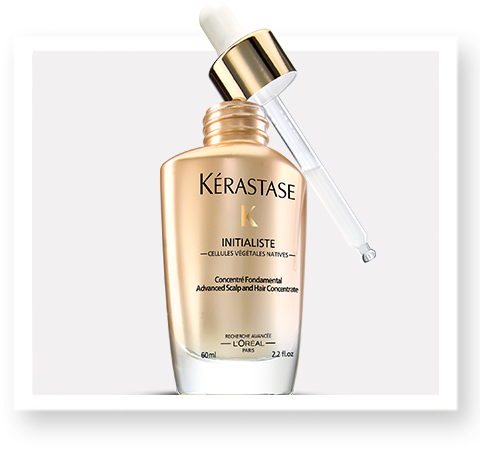 KÉRASTASE
K
INITIALISTE
CELLULES VÉGÉTALES NATIVES
Concentré Fondamental
Advanced Scalp and Hair Concentrate
RECHERCHE AVANCÉE
L'ORÉAL
PARIS
60ml 2.2 fl.oz